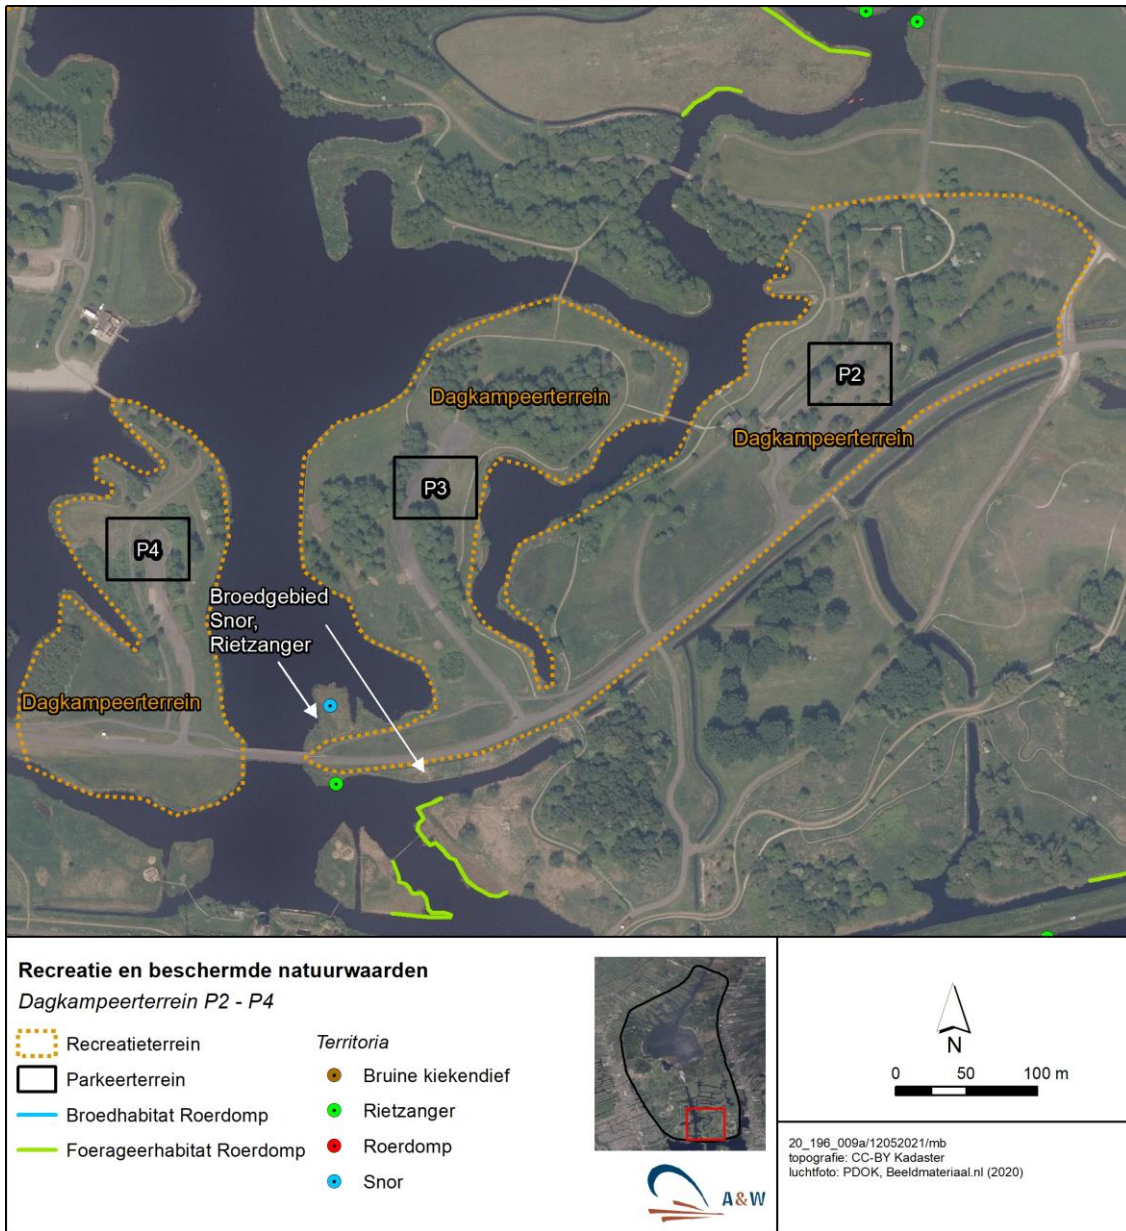 P2
Dagkampeerterrein
Dagkampeerterrein
P3
P4
Broedgebied
Snor,
Rietzanger
Dagkampeerterrein
Recreatie en beschermde natuurwaarden
Dagkampeerterrein P2 - P4
Recreatieterrein
Parkeerterrein
Broedhabitat Roerdomp
Foerageerhabitat Roerdomp
Territoria
Bruine kiekendief
Rietzanger
Roerdomp
Snor
A&W
N
0 50 100 m
20_196_009a/12052021/mb
topografie: CC-BY Kadaster
luchtfoto: PDOK, Beeldmateriaal.nl (2020)